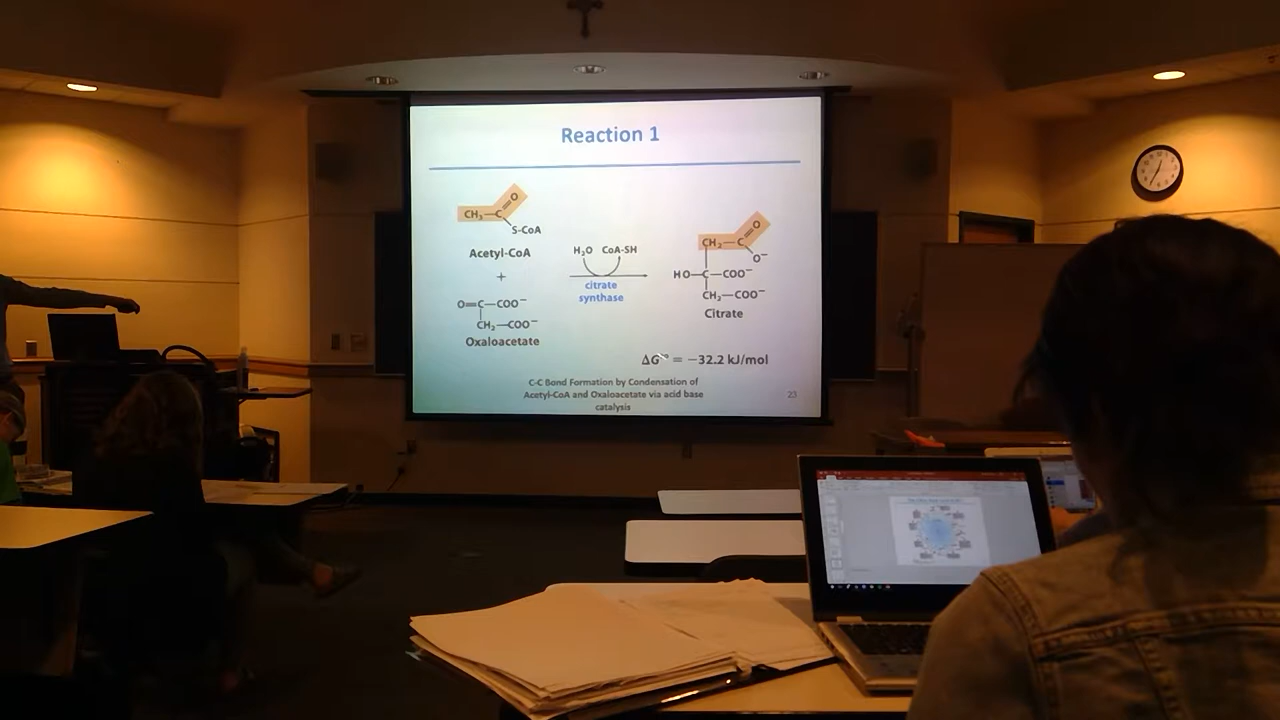 Reaction 1
CH₃—C
O
S-CoA
Acetyl-CoA
+
O=C—COO⁻
CH₂—COO⁻
Oxaloacetate
H₂O CoA-SH
citrate
synthase
CH₂—C
O
O⁻
HO—C—COO⁻
CH₂—COO⁻
Citrate
ΔG'° = −32.2 kJ/mol
C-C Bond Formation by Condensation of
Acetyl-CoA and Oxaloacetate via acid base
catalysis
23